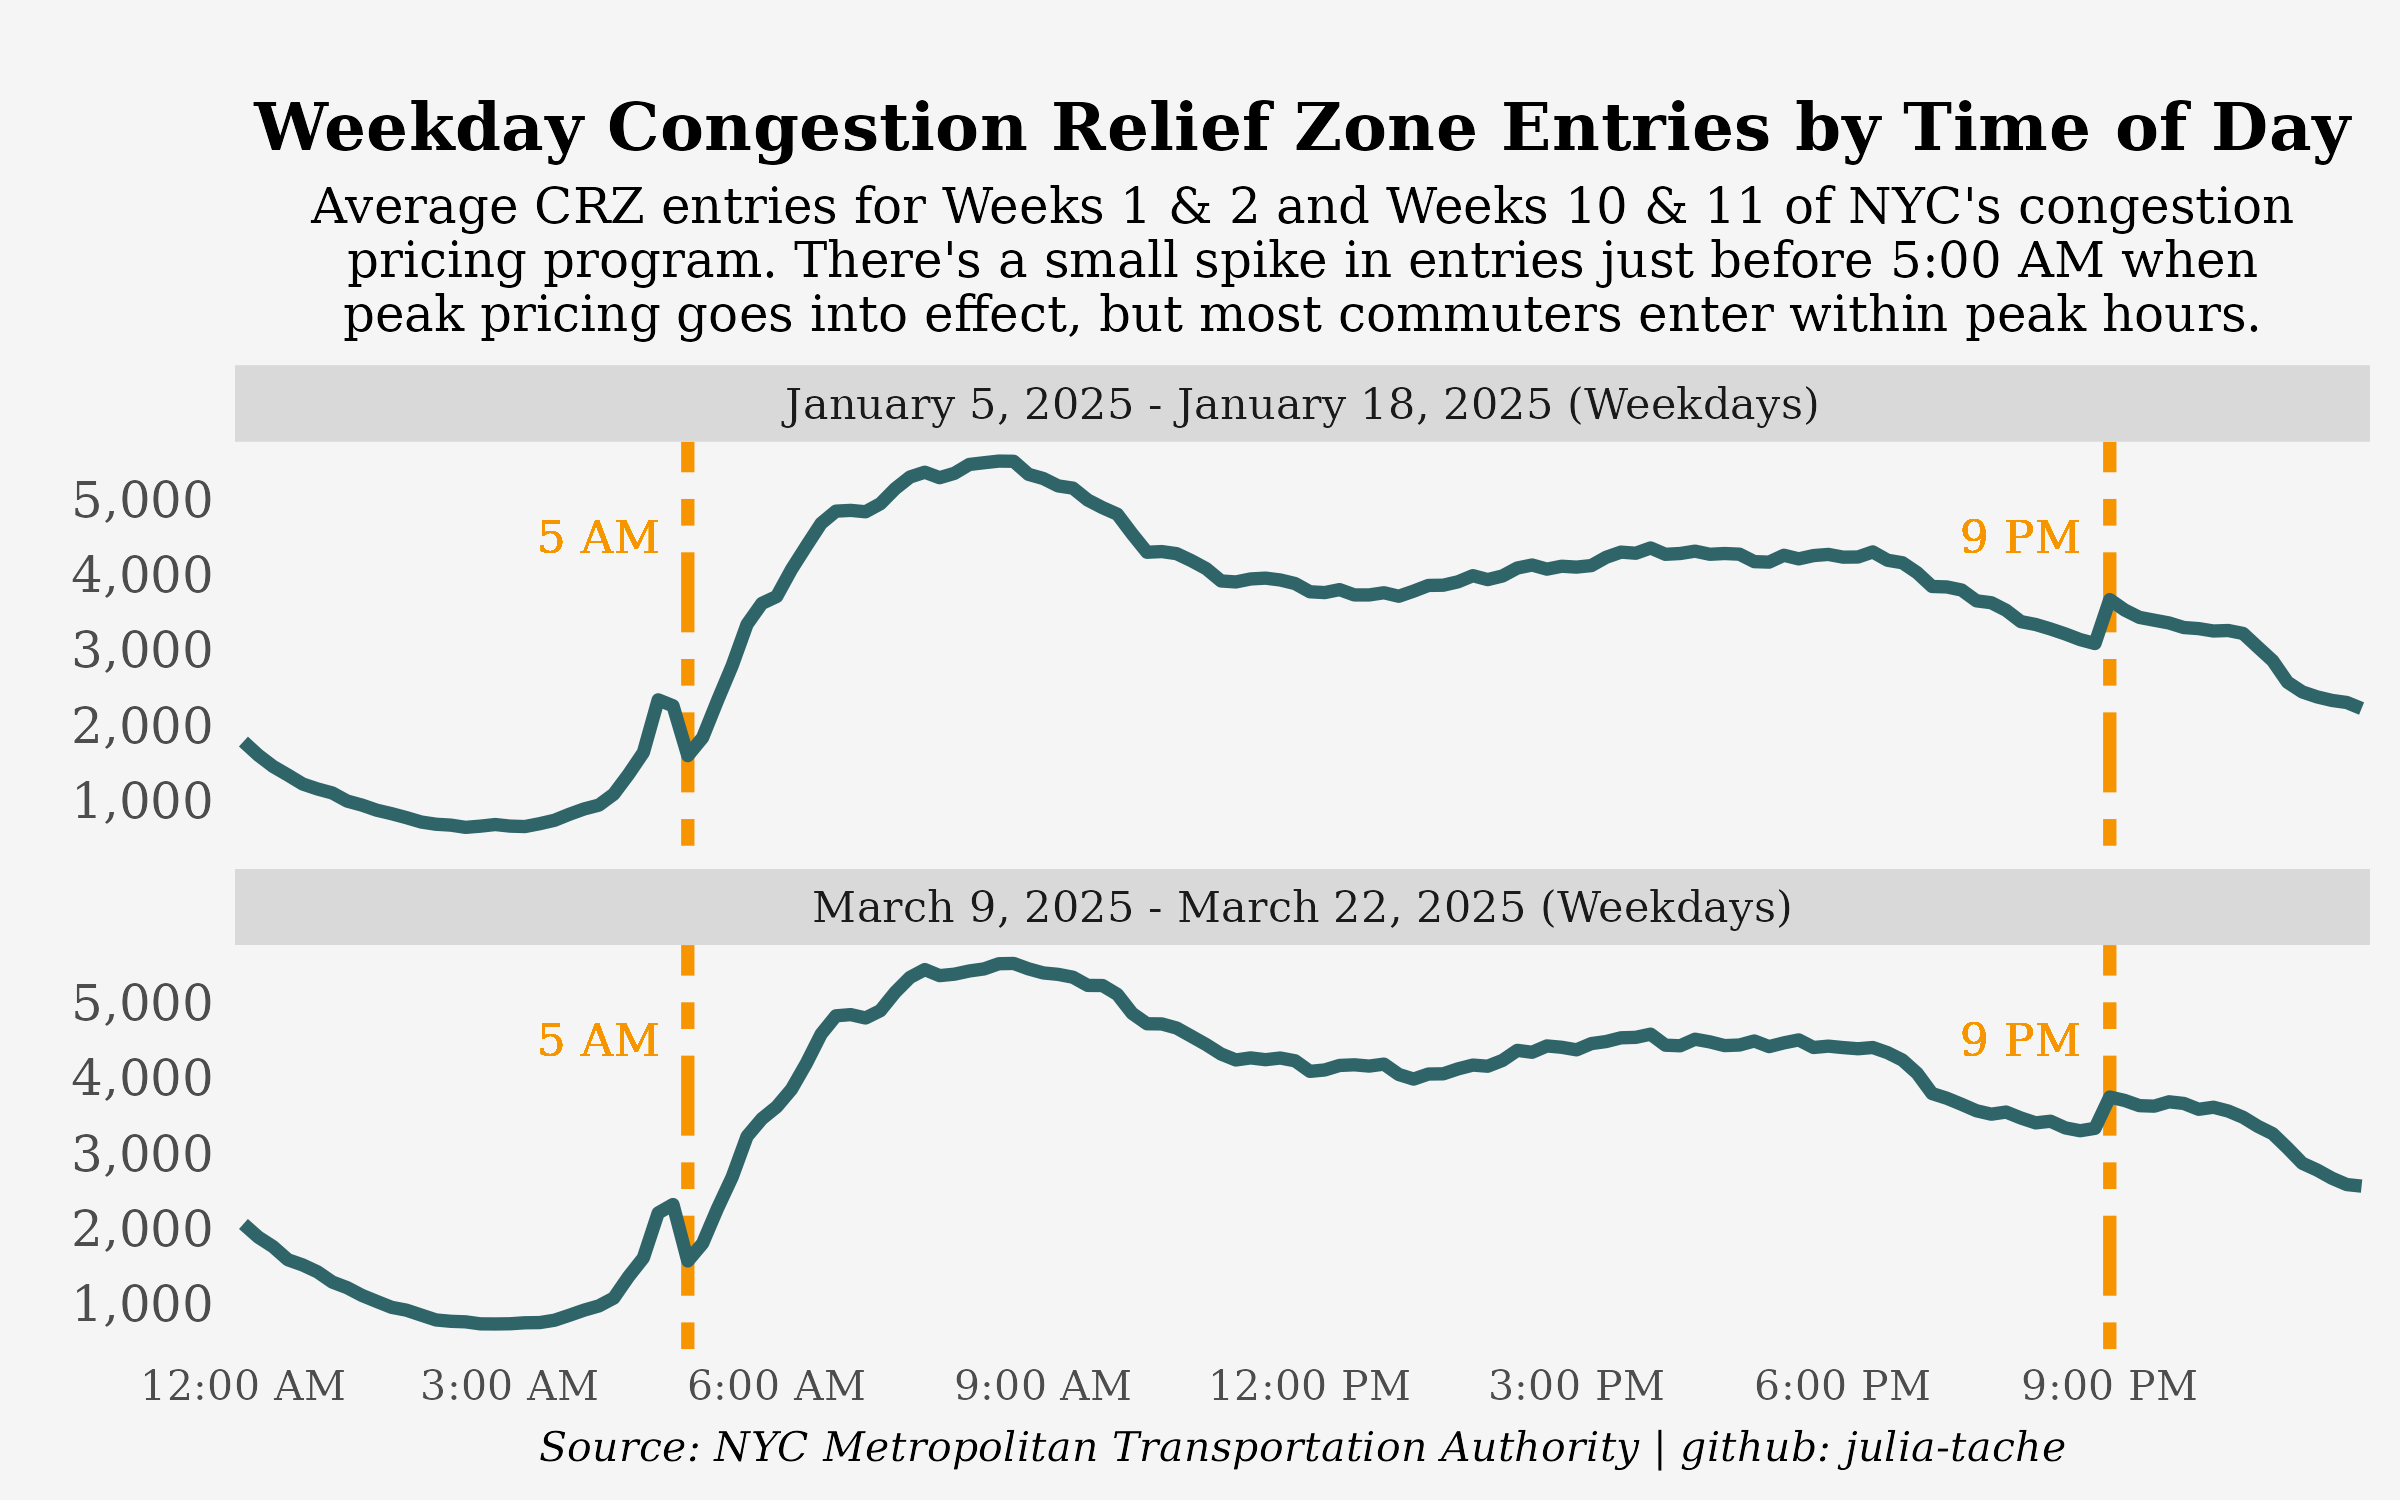 Weekday Congestion Relief Zone Entries by Time of Day
Average CRZ entries for Weeks 1 & 2 and Weeks 10 & 11 of NYC's congestion
pricing program. There's a small spike in entries just before 5:00 AM when
peak pricing goes into effect, but most commuters enter within peak hours.
January 5, 2025 - January 18, 2025 (Weekdays)
5,000
5 AM
9 PM
4,000
3,000
2,000
1,000
March 9, 2025 - March 22, 2025 (Weekdays)
5,000
5 AM
9 PM
4,000
3,000
2,000
1,000
12:00 AM 3:00 AM 6:00 AM 9:00 AM 12:00 PM 3:00 PM 6:00 PM 9:00 PM
Source: NYC Metropolitan Transportation Authority | github: julia-tache